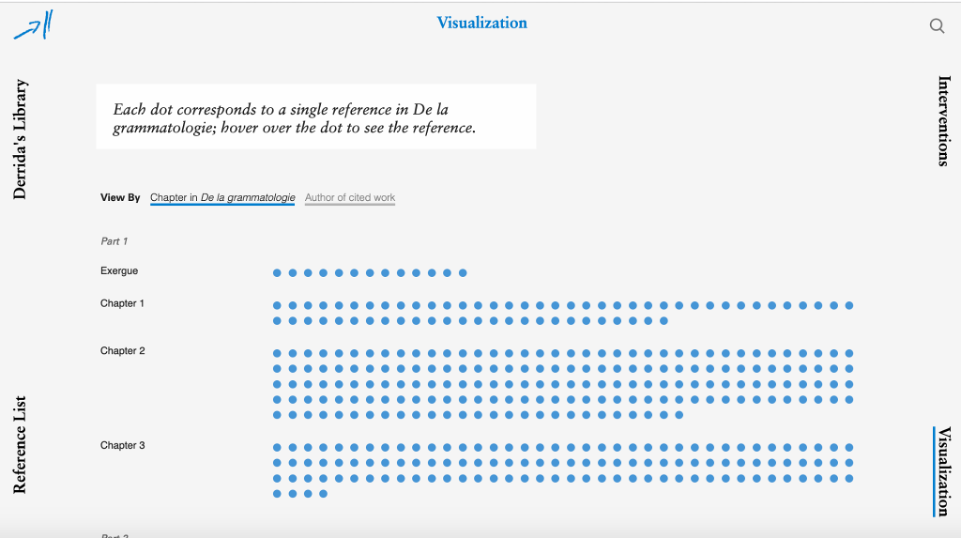 Visualization
Derrida's Library
Interventions
Each dot corresponds to a single reference in De la
grammatologie; hover over the dot to see the reference.
View By Chapter in De la grammatologie Author of cited work
Part 1
Exergue
Chapter 1
Chapter 2
Chapter 3
Reference List
Visualization